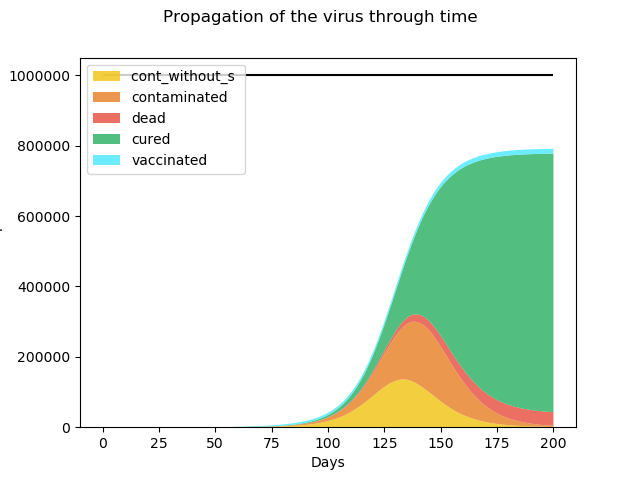 Propagation of the virus through time
1000000
800000
600000
400000
200000
0
cont_without_s
contaminated
dead
cured
vaccinated
0 25 50 75 100 125 150 175 200
Days